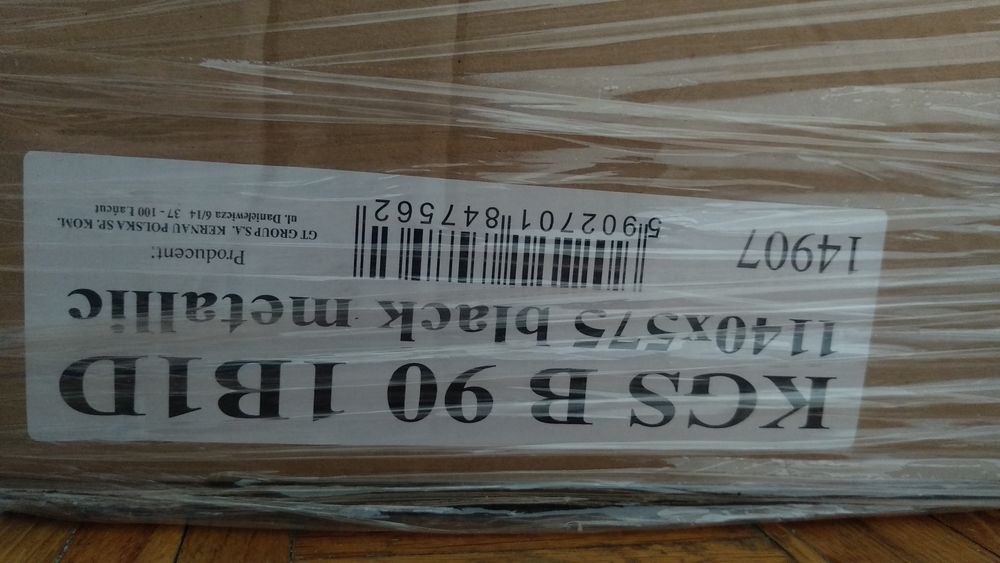 KGS B 90 1B1D
1140x575 black metallic
14907
5902701847562
Producent:
GT GROUP S.A. KERNAU POLSKA SP. KOM.
ul. Danielewicza 6/14 37 - 100 Łańcut